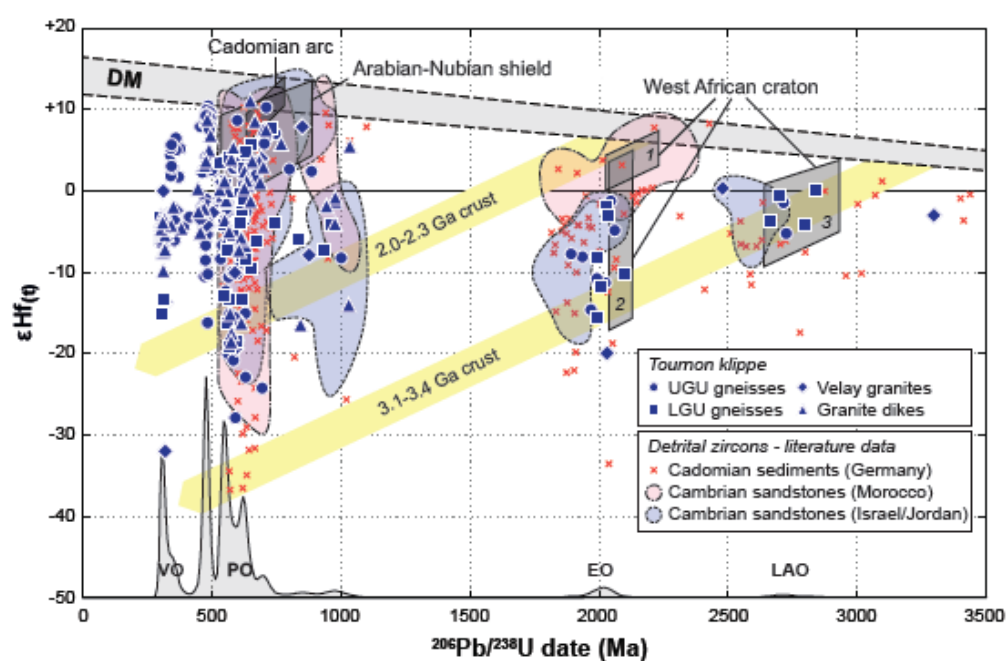 +20
+10
0
-10
-20
-30
-40
-50
εHf(t)
DM
Cadomian arc
Arabian-Nubian shield
West African craton
1
2
3
2.0-2.3 Ga crust
3.1-3.4 Ga crust
Tournon klippe
UGU gneisses
Velay granites
LGU gneisses
Granite dikes
Detrital zircons - literature data
Cadomian sediments (Germany)
Cambrian sandstones (Morocco)
Cambrian sandstones (Israel/Jordan)
VO
PO
EO
LAO
0
500
1000
1500
2000
2500
3000
3500
²⁰⁶Pb/²³⁸U date (Ma)